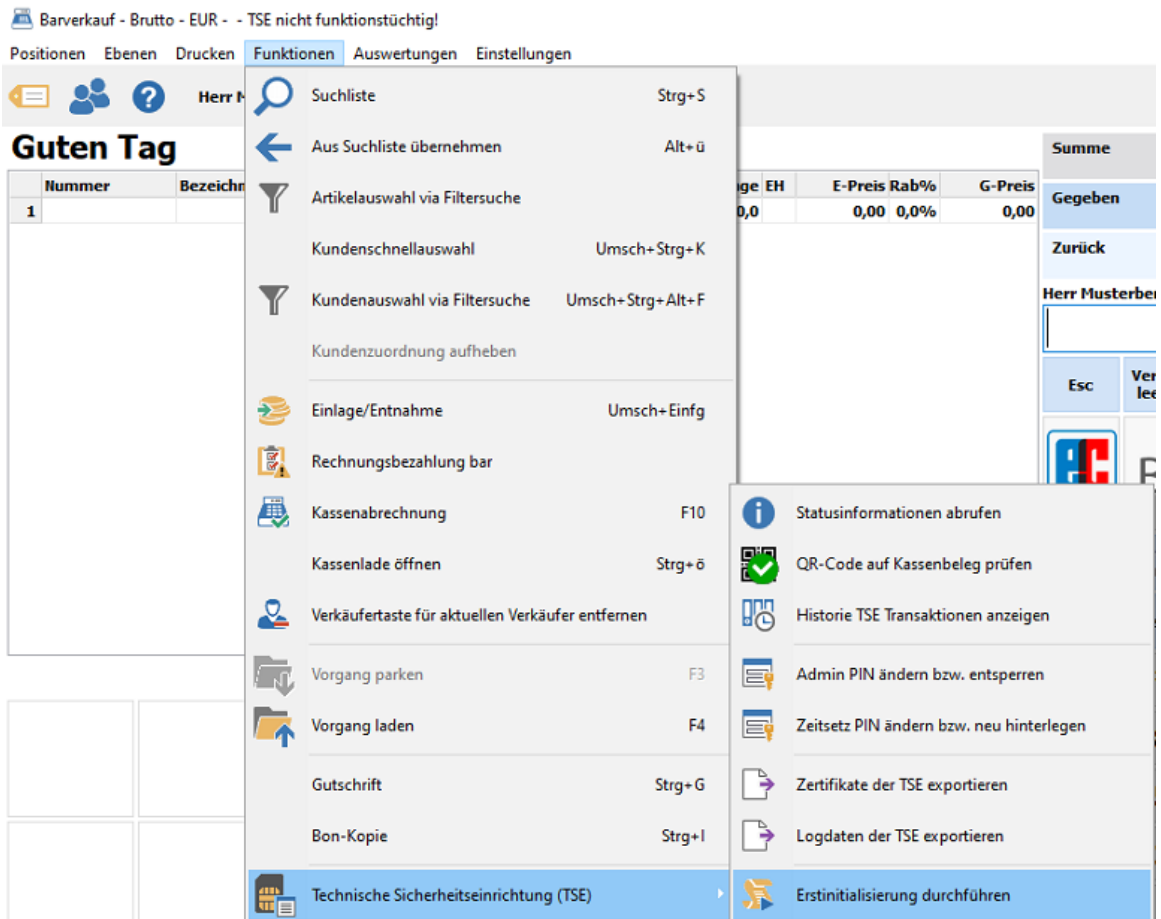 Barverkauf - Brutto - EUR - - TSE nicht funktionstüchtig!
Positionen Ebenen Drucken Funktionen Auswertungen Einstellungen
Herr
Guten Tag
Nummer
EH E-Preis Rab% G-Preis
1 0,00 0,0% 0,00
Suchliste Strg+S
Aus Suchliste übernehmen Alt+ü
Artikelauswahl via Filtersuche
Kundenschnellauswahl Umsch+Strg+K
Kundenauswahl via Filtersuche Umsch+Strg+Alt+F
Kundenzuordnung aufheben
Einlage/Entnahme Umsch+Einfg
Rechnungsbezahlung bar
Kassenabrechnung F10
Kassenlade öffnen Strg+ö
Verkäufertaste für aktuellen Verkäufer entfernen
Vorgang parken F3
Vorgang laden F4
Gutschrift Strg+G
Bon-Kopie Strg+I
Technische Sicherheitseinrichtung (TSE)
Statusinformationen abrufen
QR-Code auf Kassenbeleg prüfen
Historie TSE Transaktionen anzeigen
Admin PIN ändern bzw. entsperren
Zeitsetz PIN ändern bzw. neu hinterlegen
Zertifikate der TSE exportieren
Logdaten der TSE exportieren
Erstinitialisierung durchführen
Summe
Gegeben
Zurück
Herr
Esc
ec